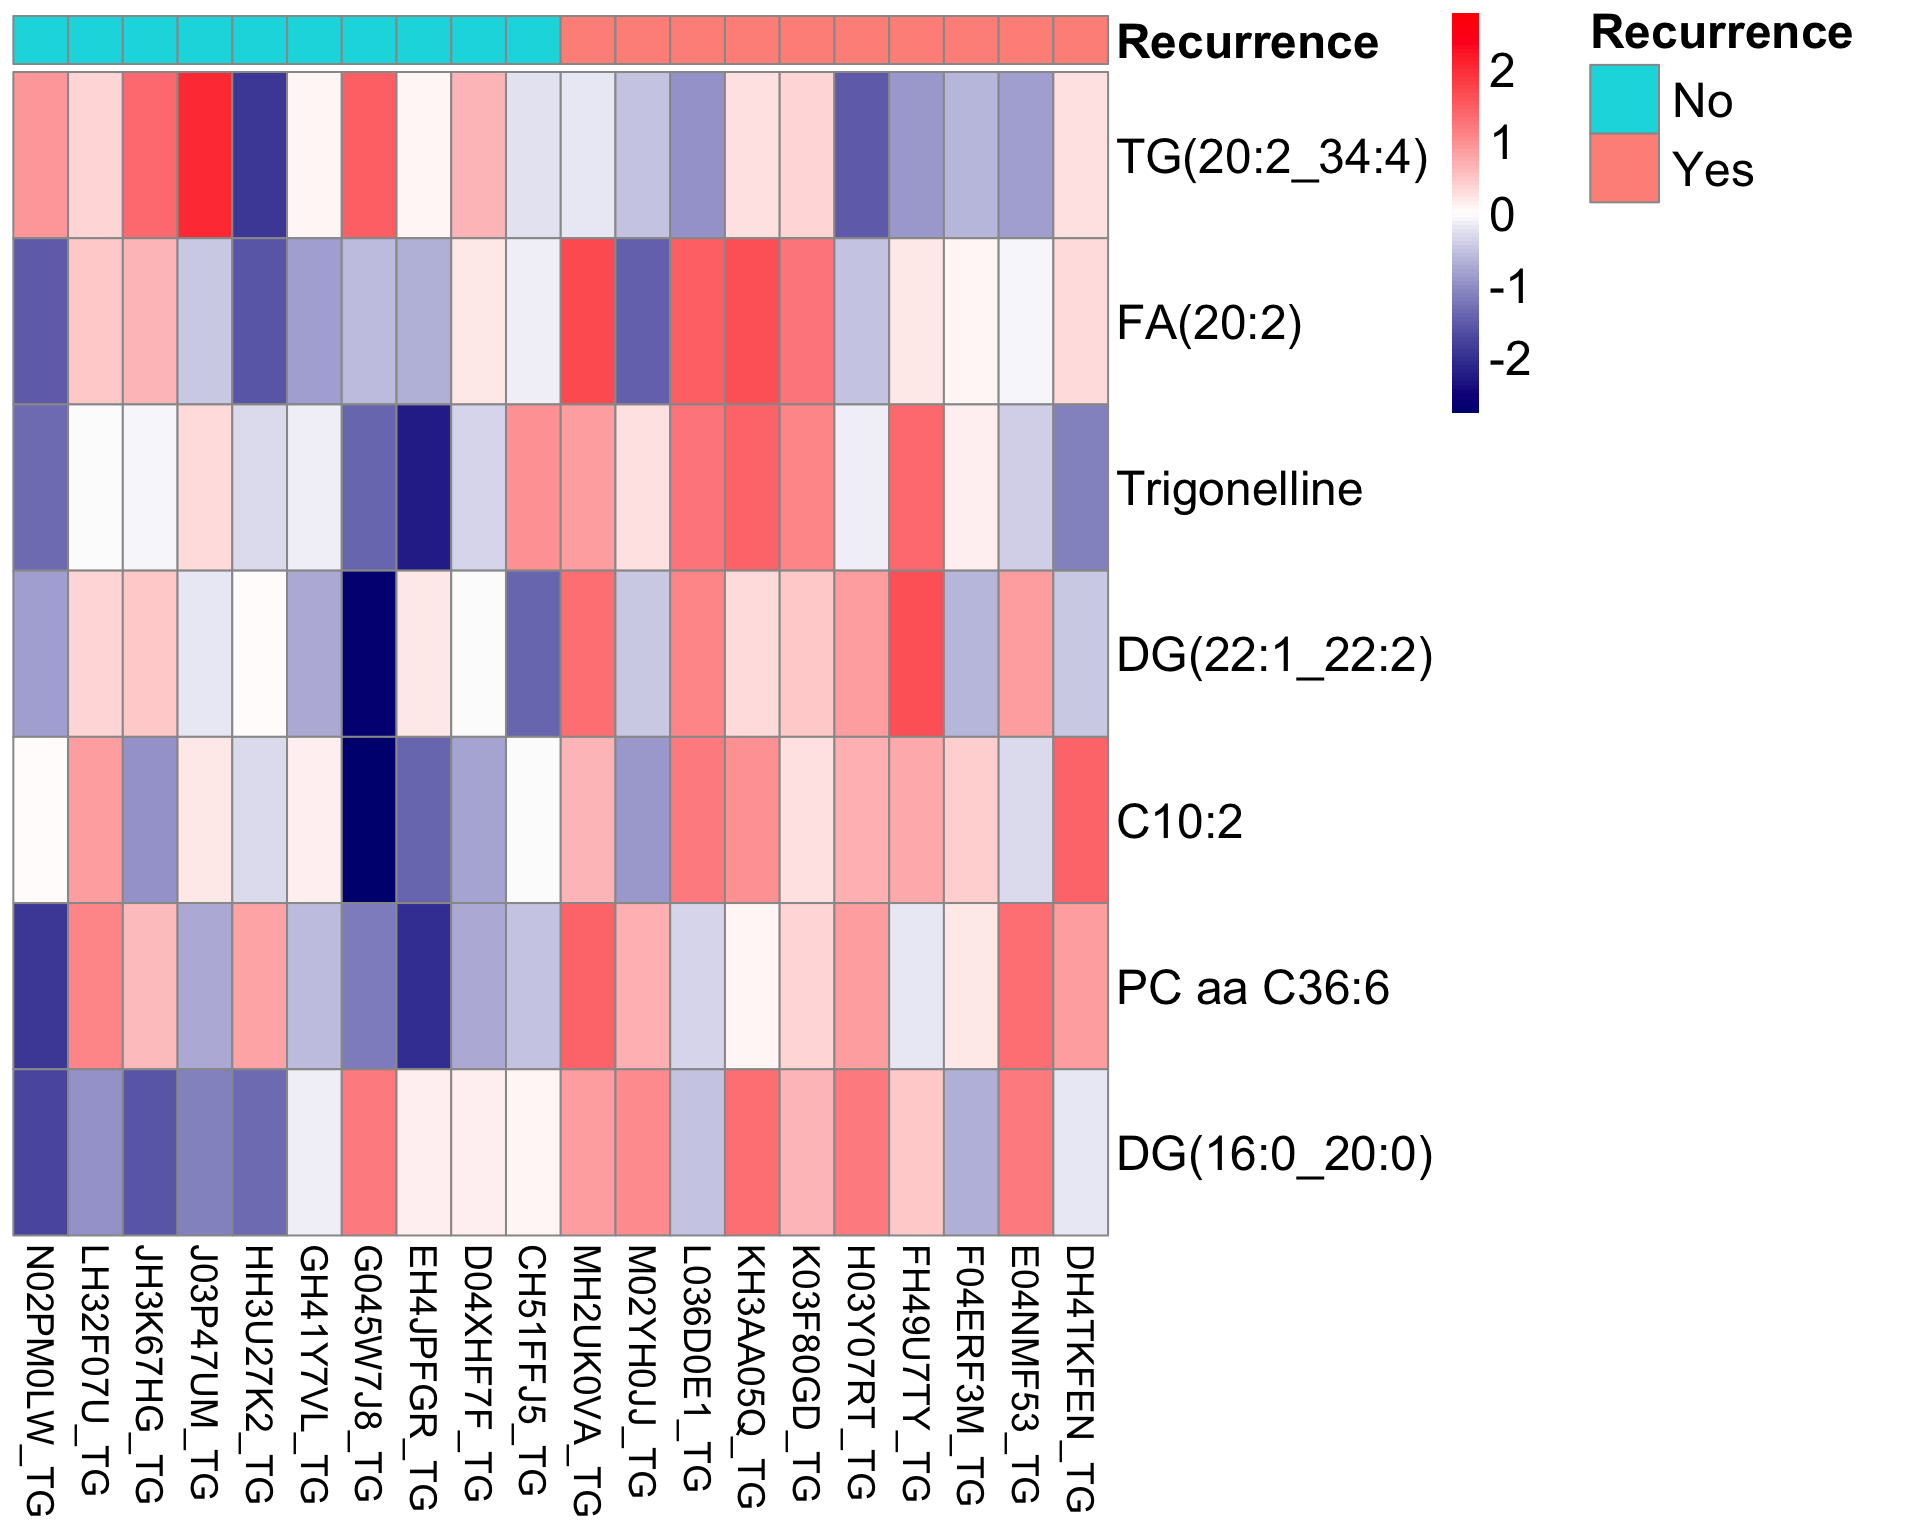 Recurrence
TG(20:2_34:4)
FA(20:2)
Trigonelline
DG(22:1_22:2)
C10:2
PC aa C36:6
DG(16:0_20:0)
2
1
0
-1
-2
Recurrence
No
Yes
N02PM0LW_TG
LH32F07U_TG
JH3K67HG_TG
J03P47UM_TG
HH3U27K2_TG
GH41Y7VL_TG
G045W7J8_TG
EH4JPFGR_TG
D04XHF7F_TG
CH51FFJ5_TG
MH2UK0VA_TG
M02YH0JJ_TG
L036D0E1_TG
KH3AA05Q_TG
K03F80GD_TG
H03Y07RT_TG
FH49U7TY_TG
F04ERF3M_TG
E04NMF53_TG
DH4TKFEN_TG